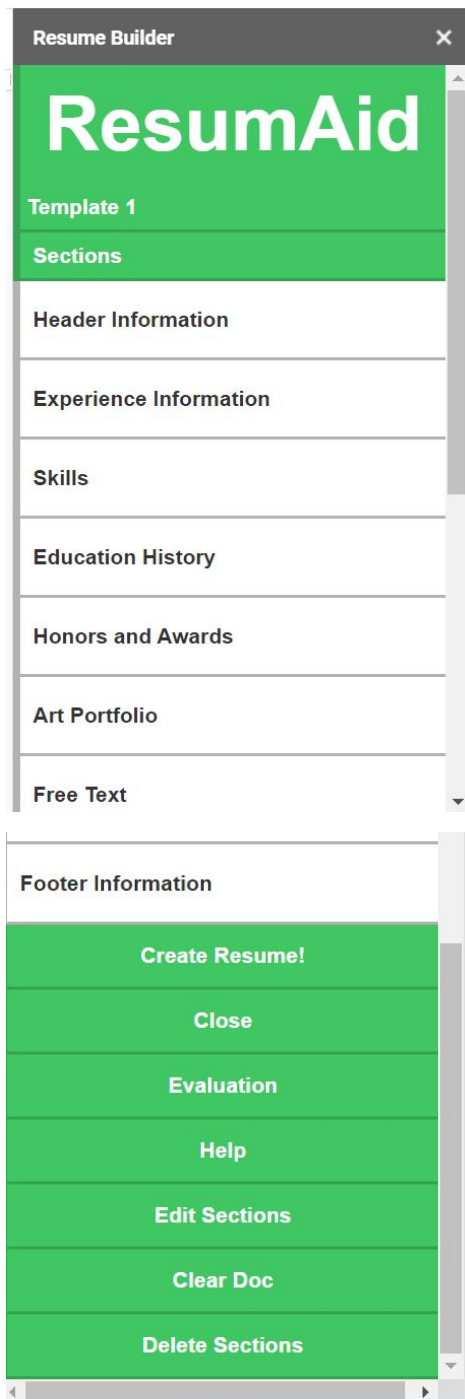 Resume Builder ×
ResumAid
Template 1
Sections
Header Information
Experience Information
Skills
Education History
Honors and Awards
Art Portfolio
Free Text
Footer Information
Create Resume!
Close
Evaluation
Help
Edit Sections
Clear Doc
Delete Sections